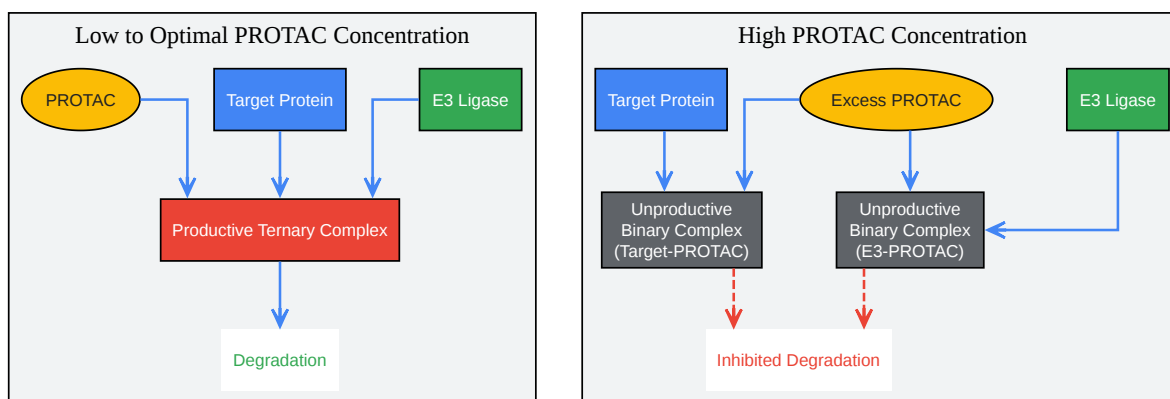 Low to Optimal PROTAC Concentration
PROTAC
Target Protein
E3 Ligase
Productive Ternary Complex
Degradation
High PROTAC Concentration
Target Protein
Excess PROTAC
E3 Ligase
Unproductive
Binary Complex
(Target-PROTAC)
Unproductive
Binary Complex
(E3-PROTAC)
Inhibited Degradation